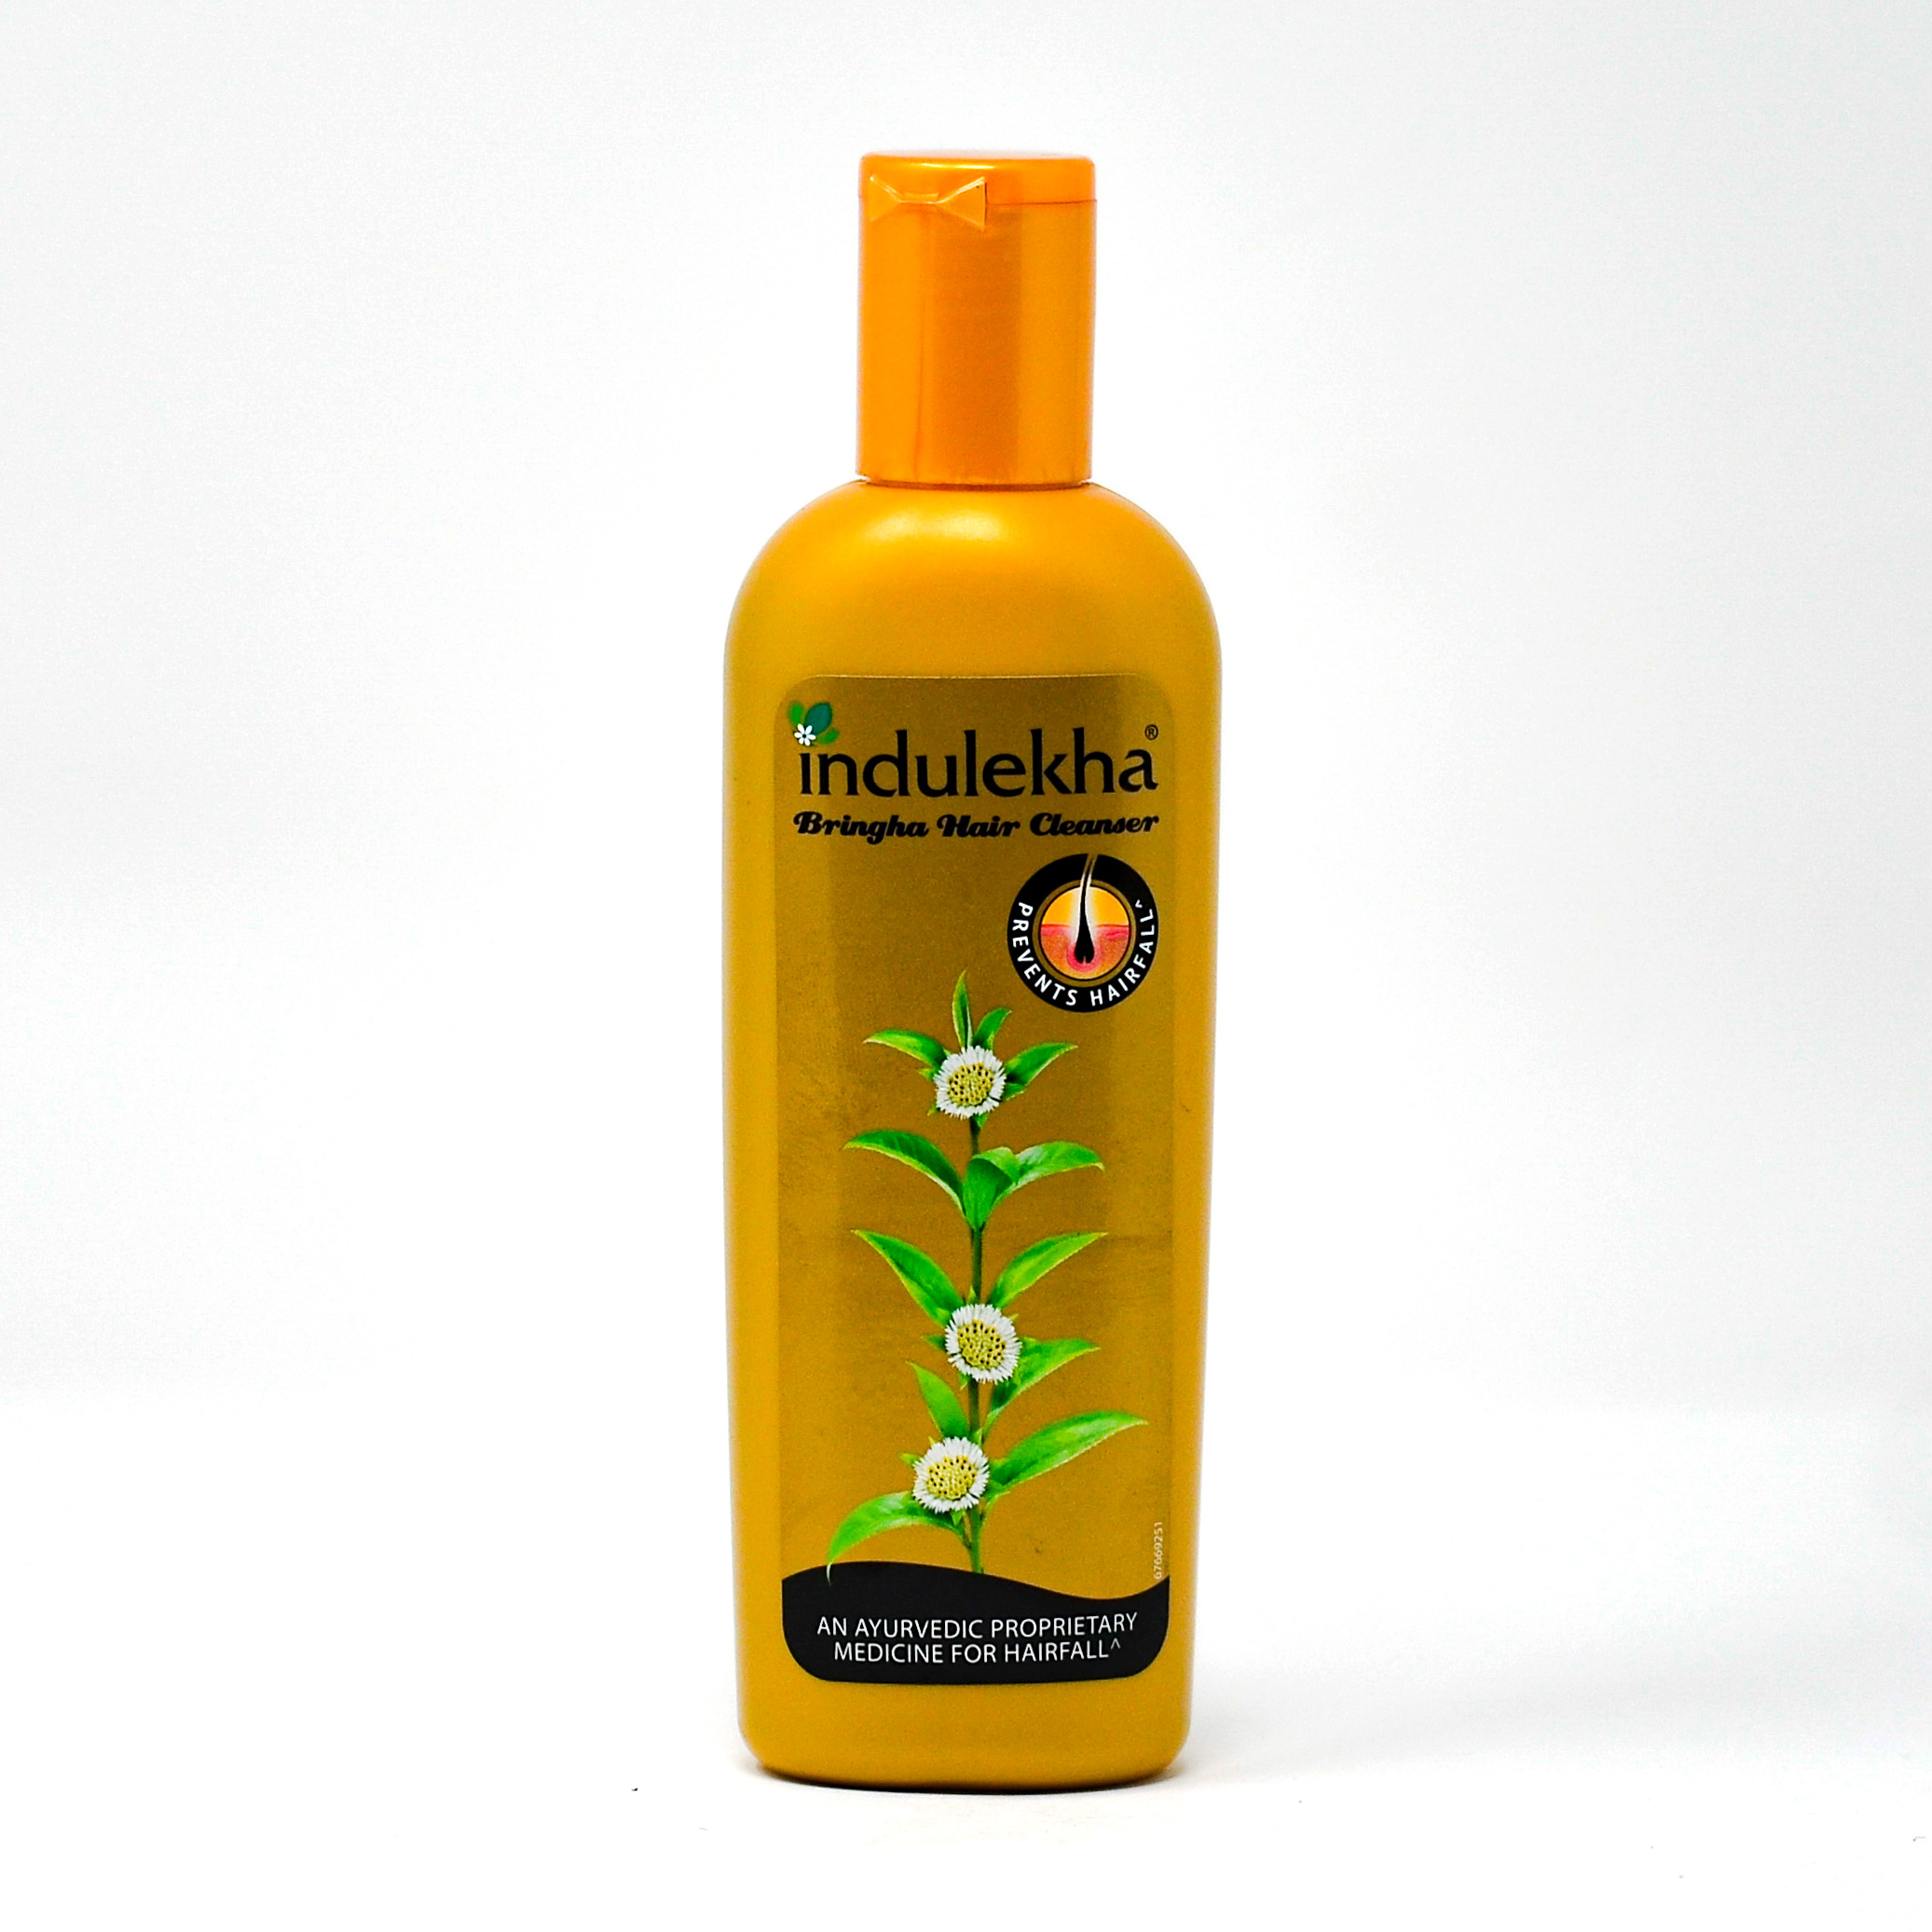 indulekha®
Bringha Hair Cleanser
PREVENTS HAIRFALL^
67669251
AN AYURVEDIC PROPRIETARY
MEDICINE FOR HAIRFALL^